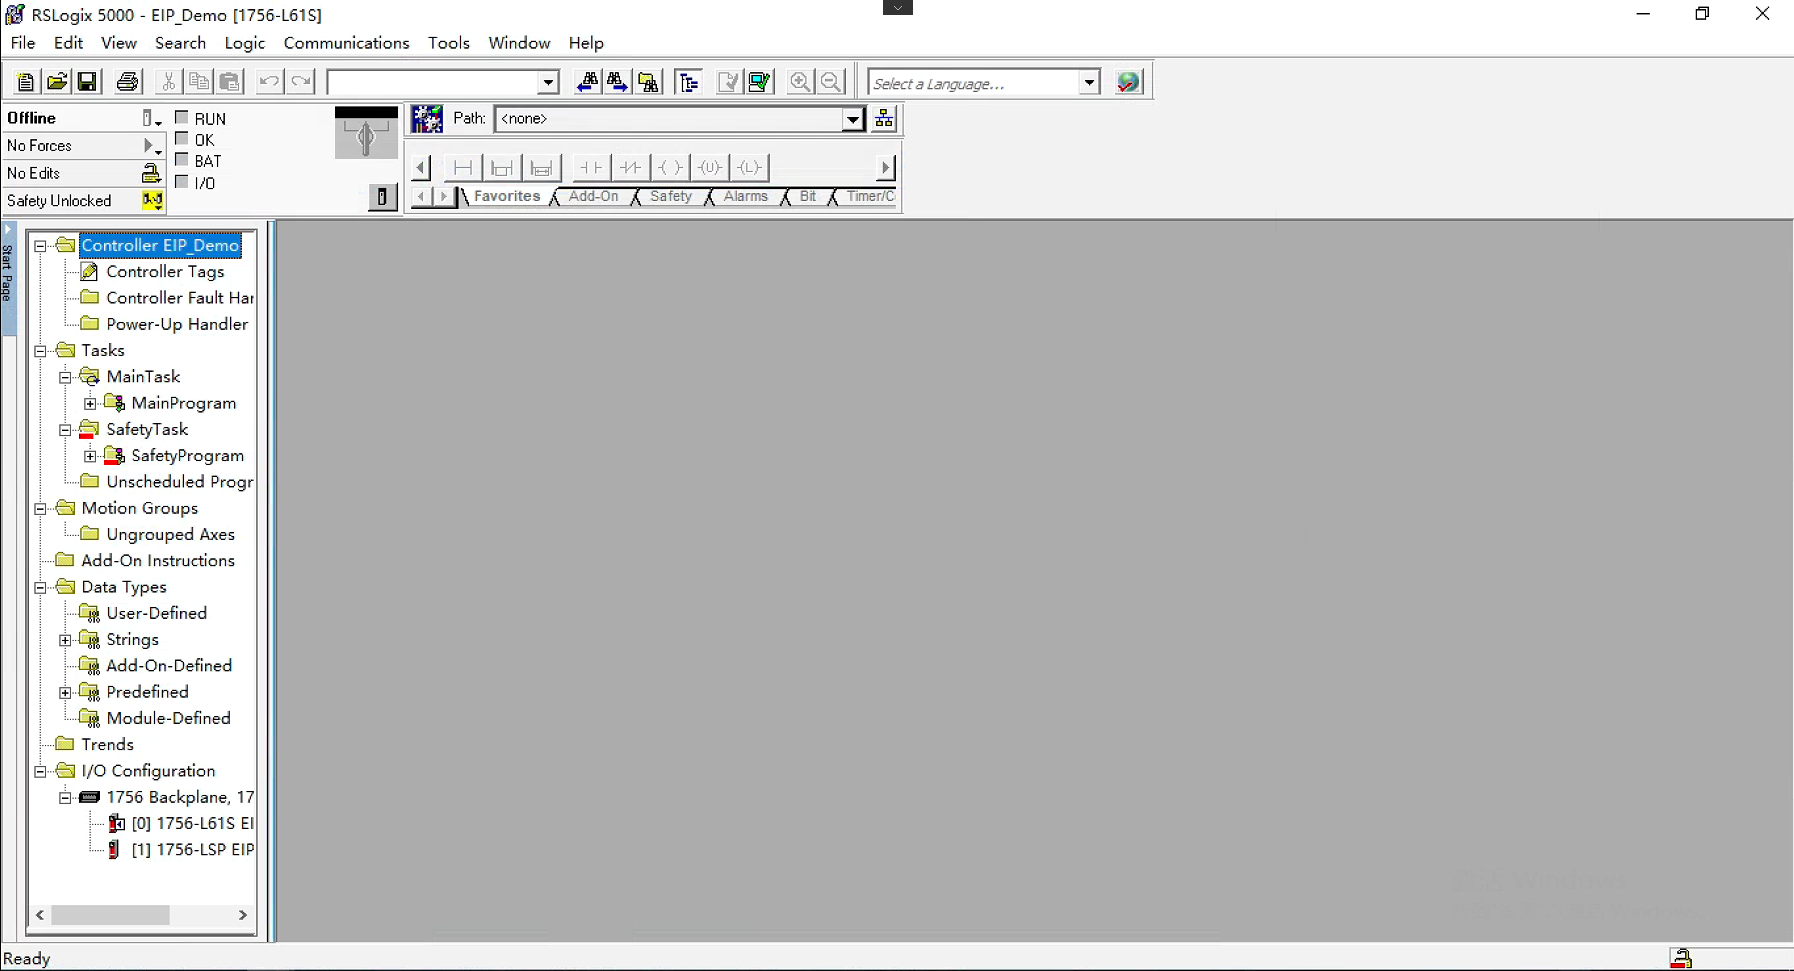 RSLogix 5000 - EIP_Demo [1756-L61S]
File Edit View Search Logic Communications Tools Window Help
Select a Language...
Offline
No Forces
No Edits
Safety Unlocked
RUN
OK
BAT
I/O
Path: <none>
Favorites Add-On Safety Alarms Bit Timer/C
Start Page
Controller EIP_Demo
Controller Tags
Controller Fault Har
Power-Up Handler
Tasks
MainTask
MainProgram
SafetyTask
SafetyProgram
Unscheduled Progr
Motion Groups
Ungrouped Axes
Add-On Instructions
Data Types
User-Defined
Strings
Add-On-Defined
Predefined
Module-Defined
Trends
I/O Configuration
1756 Backplane, 17
[0] 1756-L61S EI
[1] 1756-LSP EIP
Ready